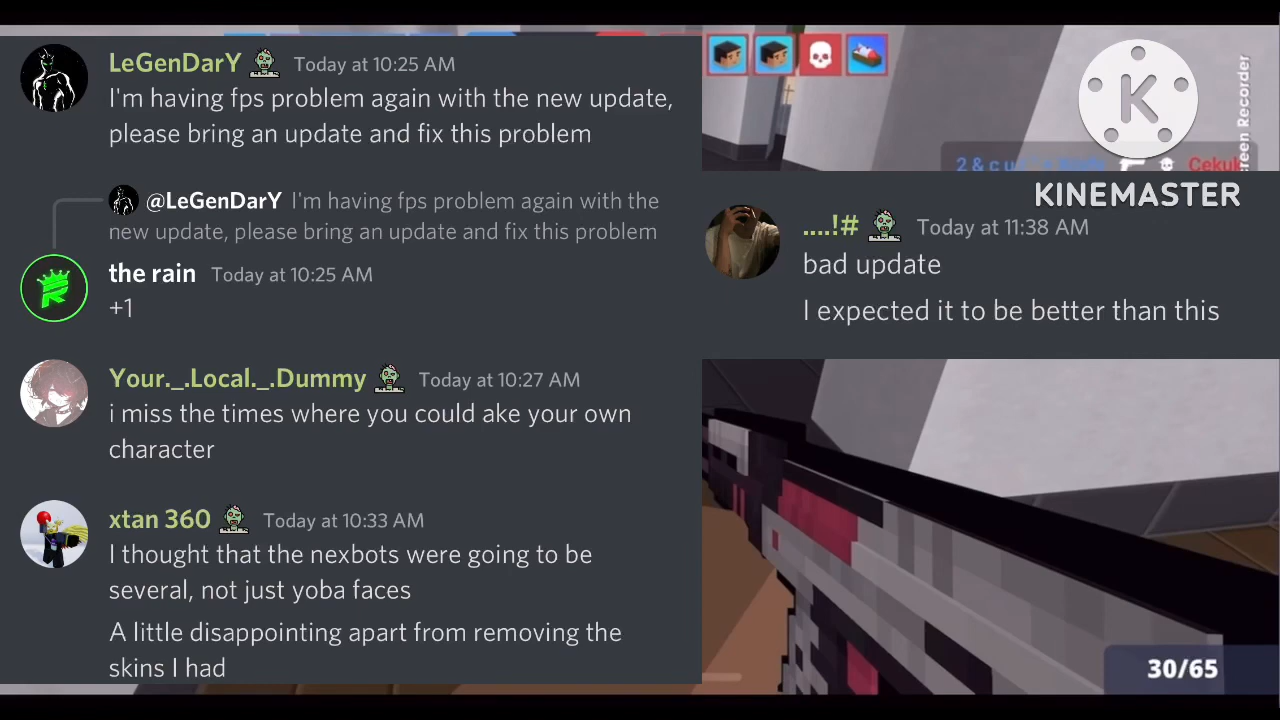 LeGenDarY Today at 10:25 AM
I'm having fps problem again with the new update,
please bring an update and fix this problem
@LeGenDarY I'm having fps problem again with the
new update, please bring an update and fix this problem
the rain Today at 10:25 AM
+1
Your._.Local._.Dummy Today at 10:27 AM
i miss the times where you could ake your own
character
xtan 360 Today at 10:33 AM
I thought that the nexbots were going to be
several, not just yoba faces
A little disappointing apart from removing the
skins I had
K
Recorder
2 & c u
KINEMASTER
....!# Today at 11:38 AM
bad update
I expected it to be better than this
30/65